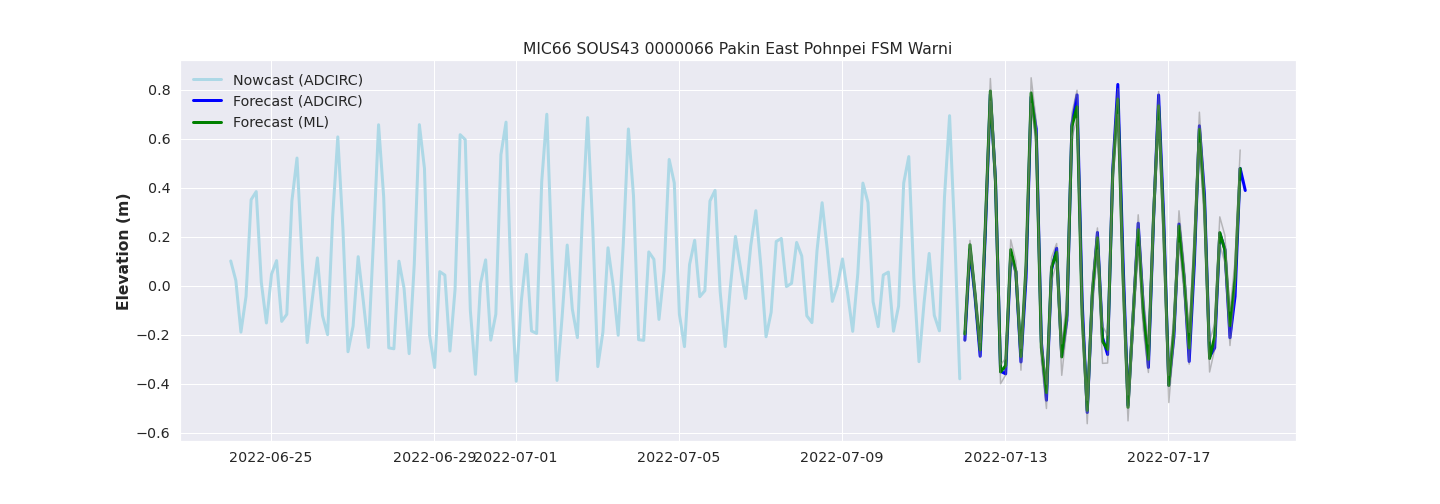 MIC66 SOUS43 0000066 Pakin East Pohnpei FSM Warni
Nowcast (ADCIRC)
Forecast (ADCIRC)
Forecast (ML)
Elevation (m)
0.8
0.6
0.4
0.2
0.0
−0.2
−0.4
−0.6
2022-06-25 2022-06-29 2022-07-01 2022-07-05 2022-07-09 2022-07-13 2022-07-17